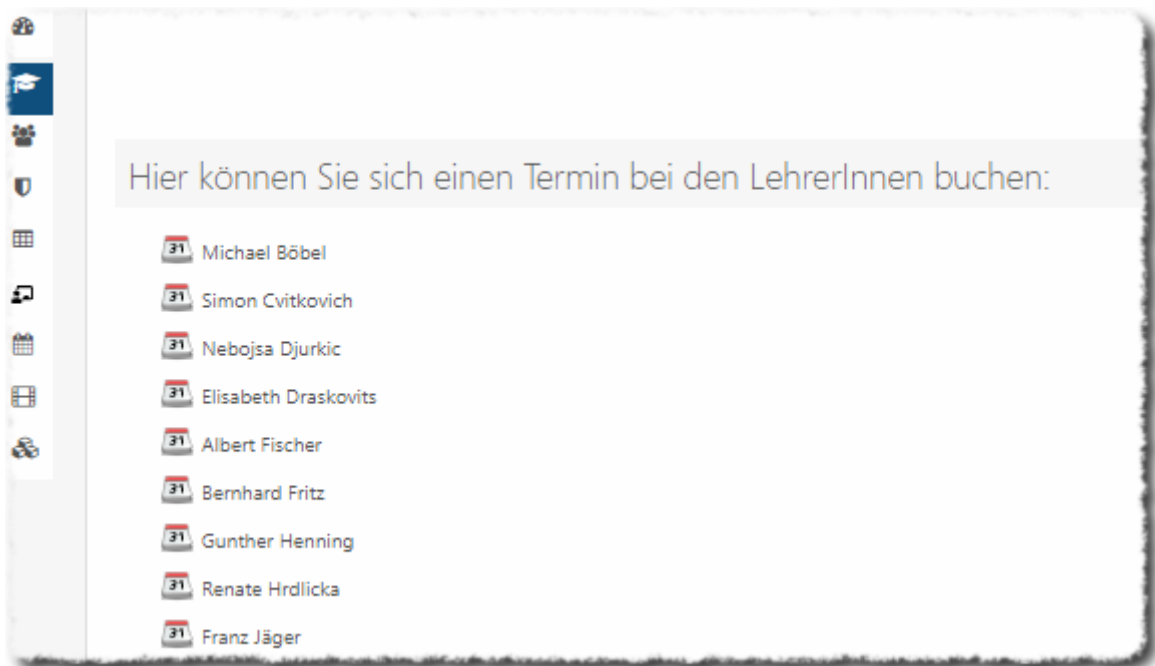 Hier können Sie sich einen Termin bei den LehrerInnen buchen:
31 Michael Böbel
31 Simon Cvitkovich
31 Nebojsa Djurkic
31 Elisabeth Draskovits
31 Albert Fischer
31 Bernhard Fritz
31 Gunther Henning
31 Renate Hrdlicka
31 Franz Jäger